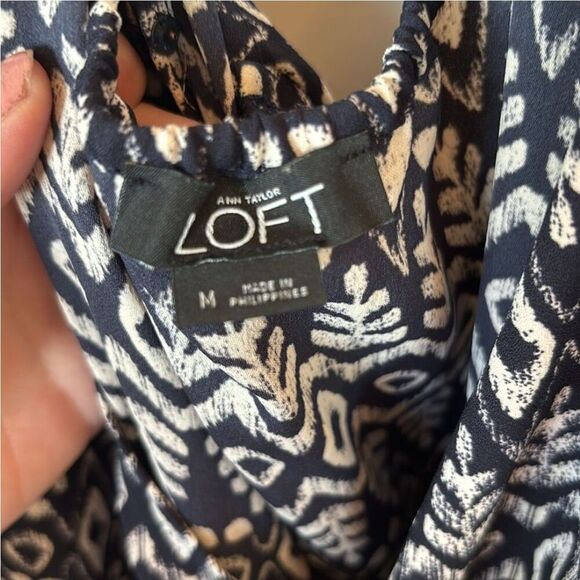 ANN TAYLOR
LOFT
M
MADE IN
PHILIPPINES